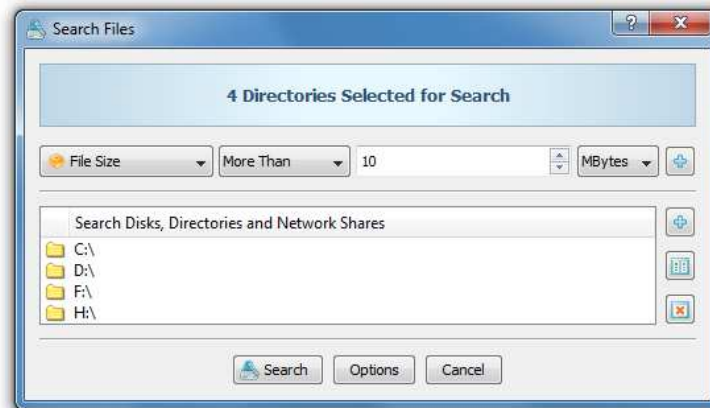 Search Files
4 Directories Selected for Search
File Size More Than 10 MBytes
Search Disks, Directories and Network Shares
C:\
D:\
F:\
H:\
Search Options Cancel